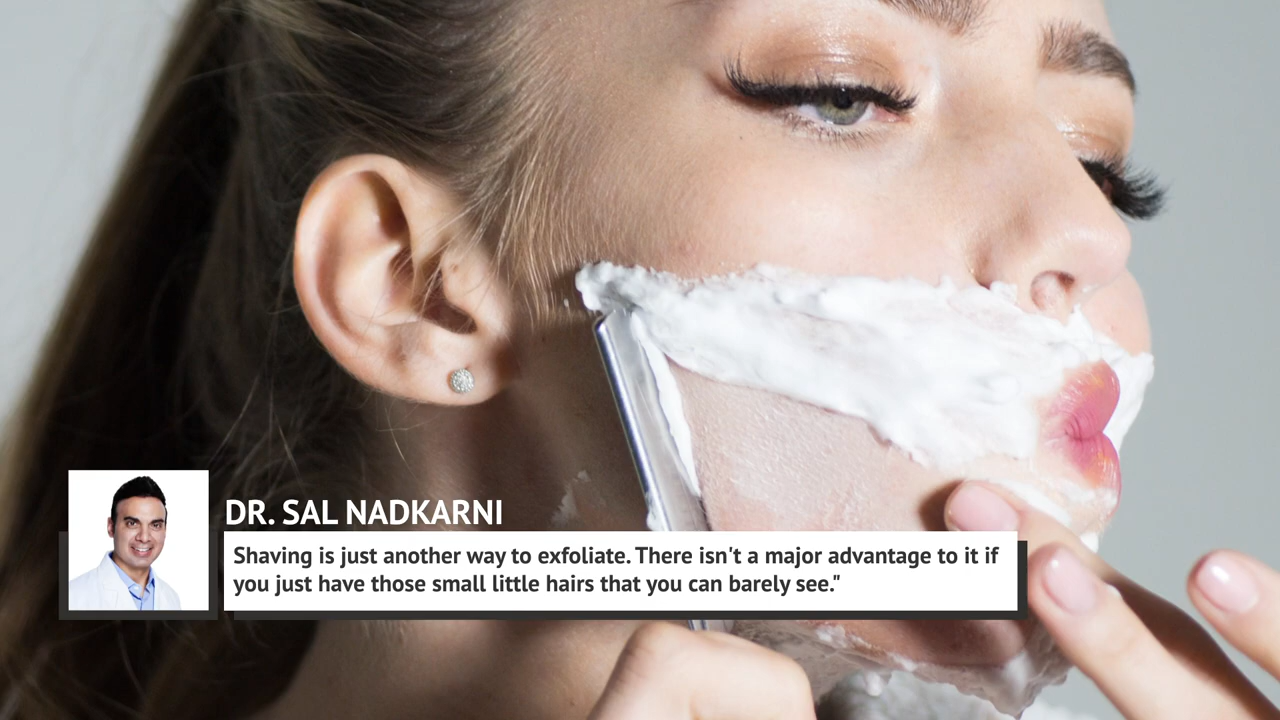 DR. SAL NADKARNI
Shaving is just another way to exfoliate. There isn't a major advantage to it if
you just have those small little hairs that you can barely see."